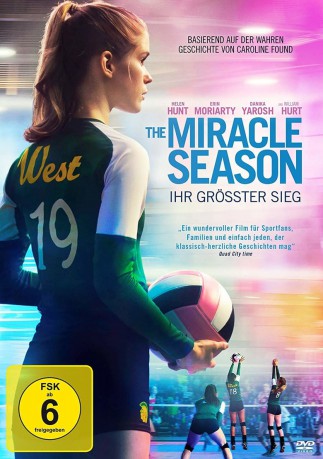 BASIEREND AUF DER WAHREN
GESCHICHTE VON CAROLINE FOUND
HELEN HUNT
ERIN MORIARTY
DANIKA YAROSH
WILLIAM HURT
THE MIRACLE
SEASON
IHR GRÖSSTER SIEG
„Ein wundervoller Film für Sportfans,
Familien und einfach jeden, der
klassisch-herzliche Geschichten mag“
Quad City time
West
19
18
FSK
ab
6
freigegeben
DVD